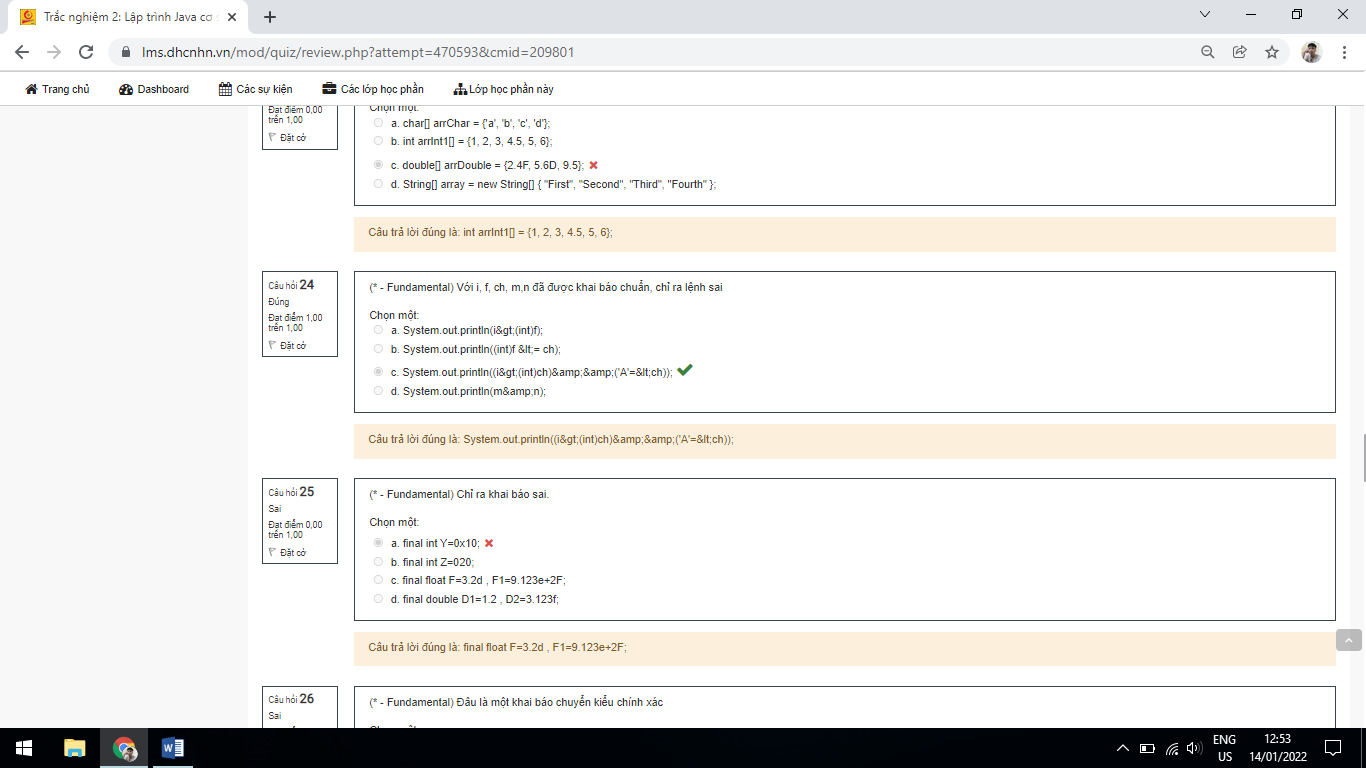 Trắc nghiệm 2: Lập trình Java cơ s
lms.dhcnhn.vn/mod/quiz/review.php?attempt=470593&cmid=209801
Trang chủ Dashboard Các sự kiện Các lớp học phần Lớp học phần này
Đạt điểm 0,00
trên 1,00
Đặt cờ
Chọn một:
a. char[] arrChar = {'a', 'b', 'c', 'd'};
b. int arrInt1[] = {1, 2, 3, 4.5, 5, 6};
c. double[] arrDouble = {2.4F, 5.6D, 9.5};
d. String[] array = new String[] { "First", "Second", "Third", "Fourth" };
Câu trả lời đúng là: int arrInt1[] = {1, 2, 3, 4.5, 5, 6};
Câu hỏi 24
Đúng
Đạt điểm 1,00
trên 1,00
Đặt cờ
(* - Fundamental) Với i, f, ch, m,n đã được khai báo chuẩn, chỉ ra lệnh sai
Chọn một:
a. System.out.println(i&gt;(int)f);
b. System.out.println((int)f &lt;= ch);
c. System.out.println((i&gt;(int)ch)&amp;&amp;('A'=&lt;ch));
d. System.out.println(m&amp;n);
Câu trả lời đúng là: System.out.println((i&gt;(int)ch)&amp;&amp;('A'=&lt;ch));
Câu hỏi 25
Sai
Đạt điểm 0,00
trên 1,00
Đặt cờ
(* - Fundamental) Chỉ ra khai báo sai.
Chọn một:
a. final int Y=0x10;
b. final int Z=020;
c. final float F=3.2d , F1=9.123e+2F;
d. final double D1=1.2 , D2=3.123f;
Câu trả lời đúng là: final float F=3.2d , F1=9.123e+2F;
Câu hỏi 26
Sai
(* - Fundamental) Đâu là một khai báo chuyển kiểu chính xác
Chọn một:
ENG
US
12:53
14/01/2022